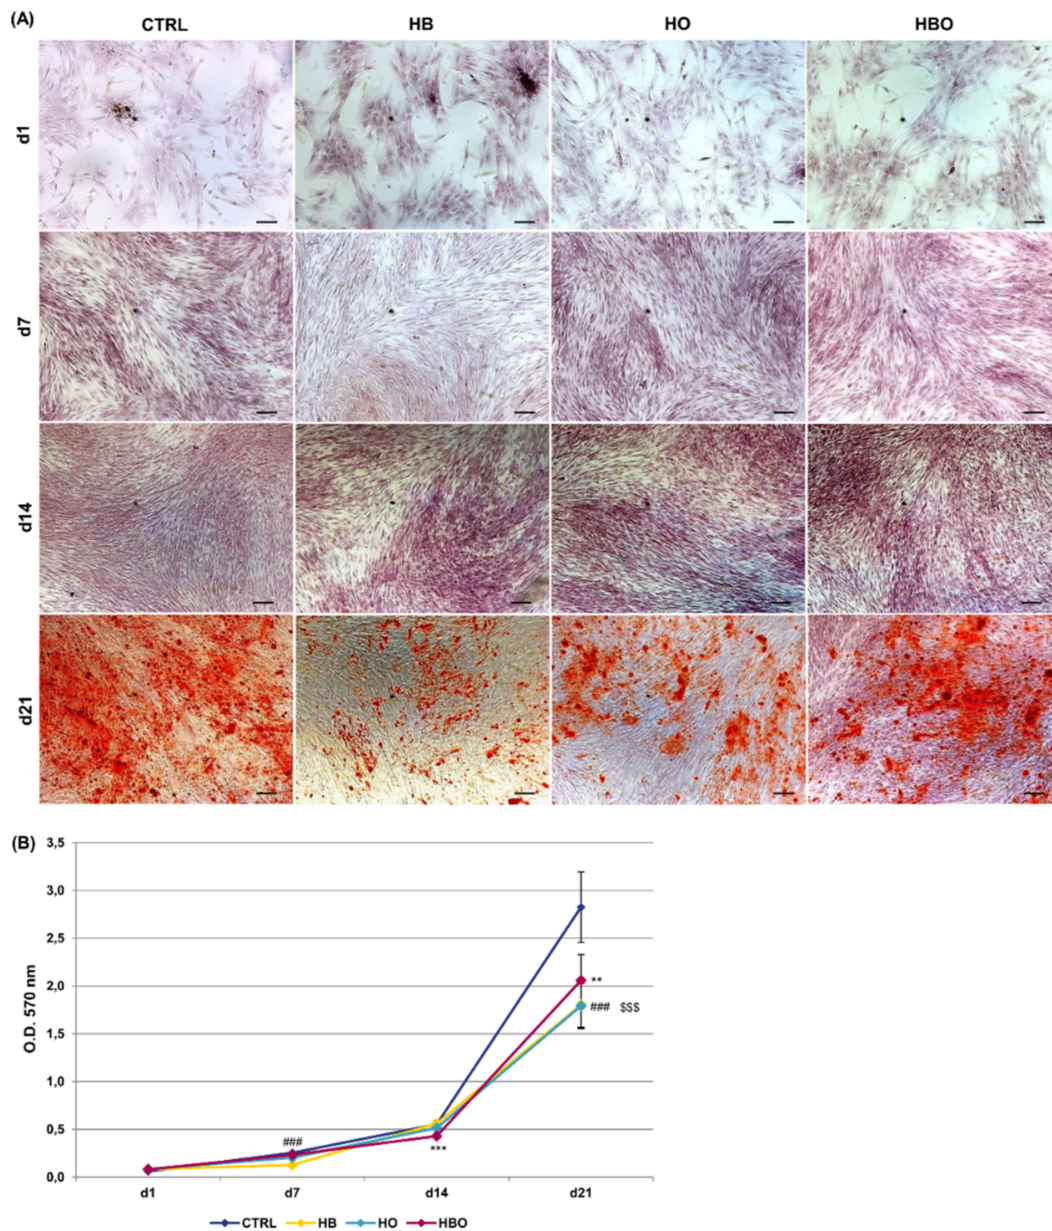 (A)
CTRL HB HO HBO
d1
d7
d14
d21
(B)
3,5
3,0
2,5
2,0
1,5
1,0
0,5
0,0
O.D. 570 nm
**
### $$$
###
***
d1 d7 d14 d21
CTRL HB HO HBO